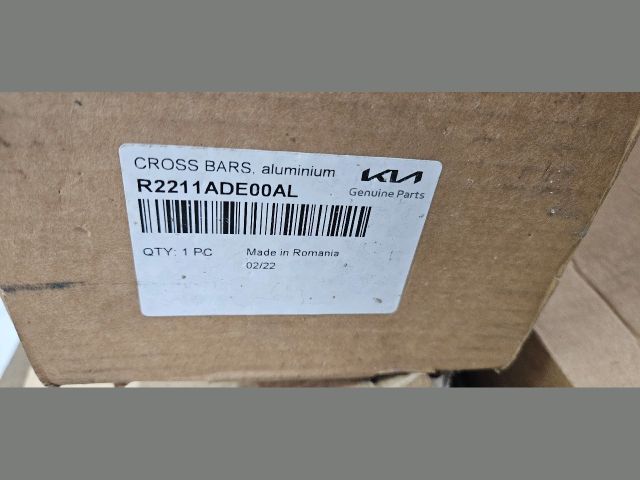 CROSS BARS, aluminium
KIA
R2211ADE00AL
Genuine Parts
QTY: 1 PC
Made in Romania
02/22